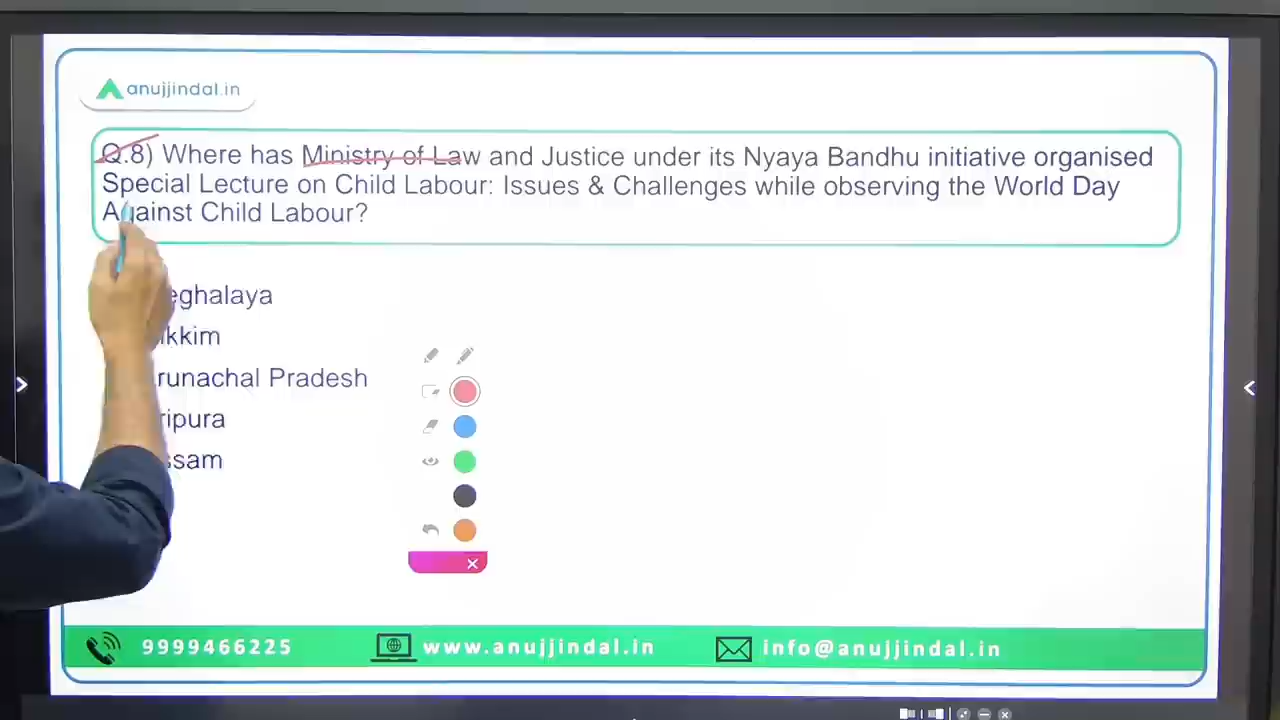 anujjindal.in
Q.8) Where has Ministry of Law and Justice under its Nyaya Bandhu initiative organised
Special Lecture on Child Labour: Issues & Challenges while observing the World Day
Against Child Labour?
eghalaya
kkim
runachal Pradesh
ripura
ssam
9999466225
www.anujjindal.in
info@anujjindal.in